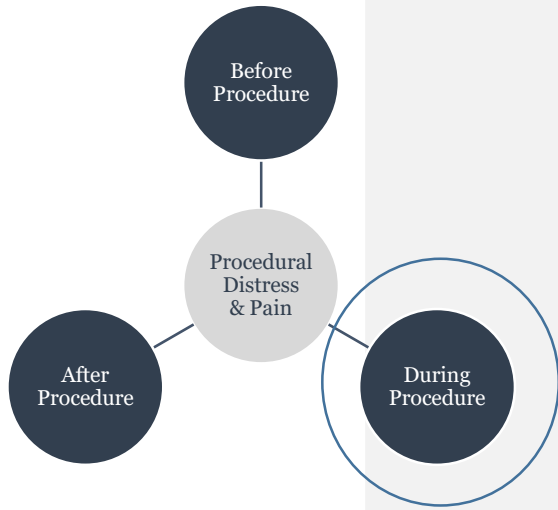 Before
Procedure
Procedural
Distress
& Pain
After
Procedure
During
Procedure